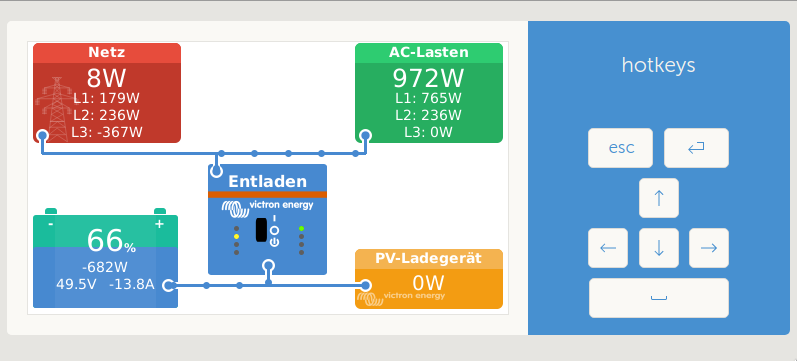 Netz
8W
L1: 179W
L2: 236W
L3: -367W
AC-Lasten
972W
L1: 765W
L2: 236W
L3: 0W
Entladen
victron energy
- +
66%
-682W
49.5V -13.8A
PV-Ladegerät
0W
victron energy
hotkeys
esc